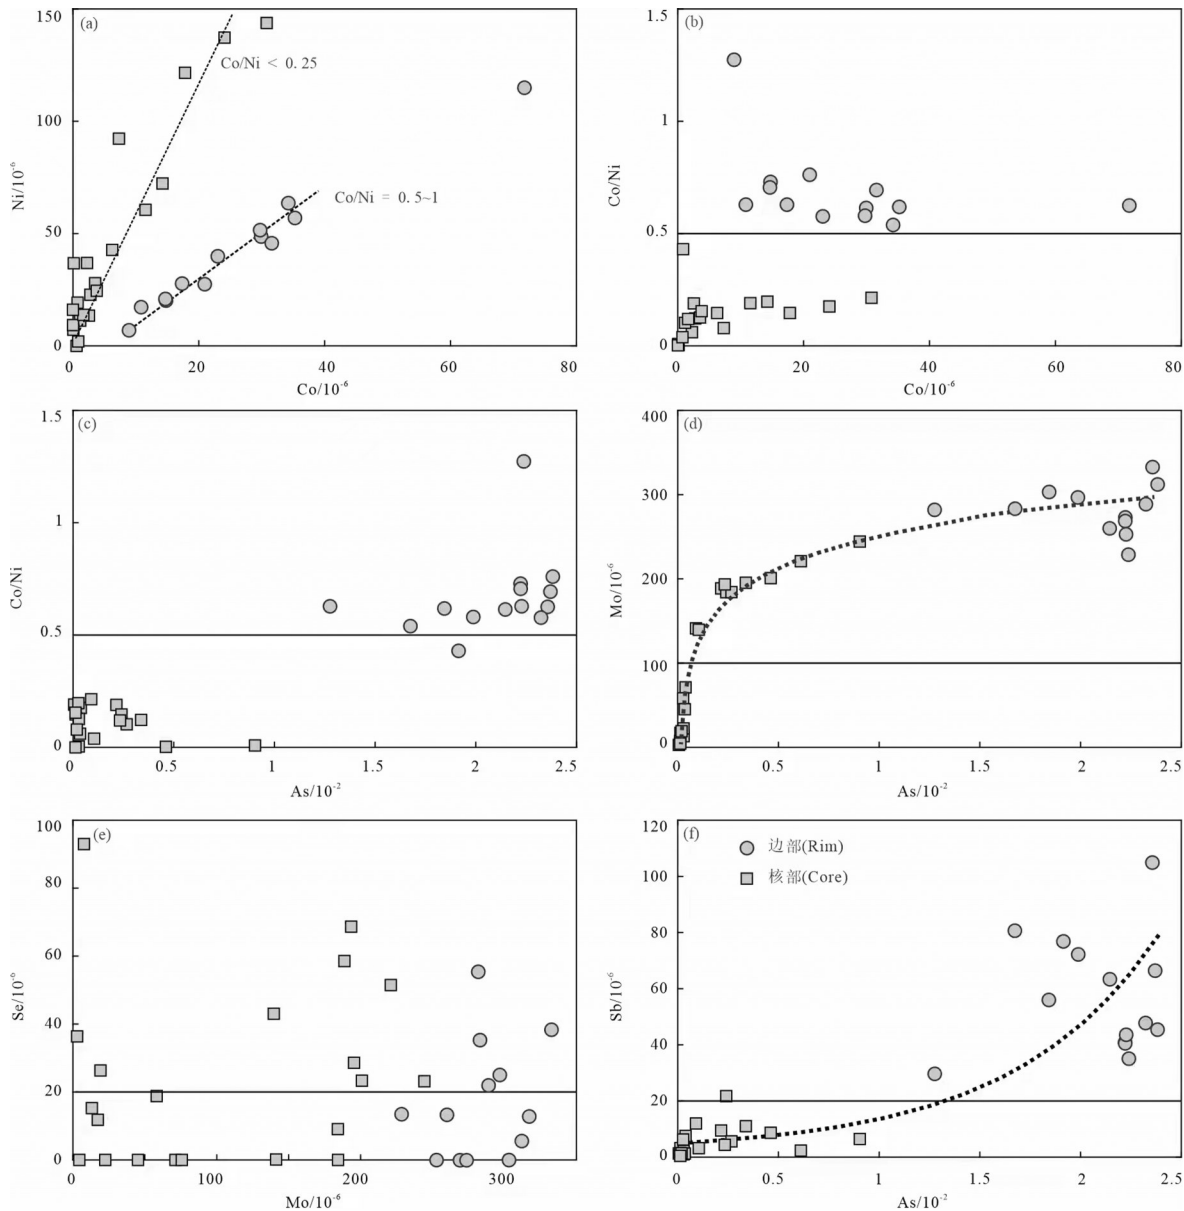 (a)
Co/Ni < 0.25
Co/Ni = 0.5~1
Ni/10⁻⁶
150
100
50
0
0 20 40 60 80
Co/10⁻⁶
(b)
Co/Ni
1.5
1
0.5
0
0 20 40 60 80
Co/10⁻⁶
(c)
Co/Ni
1.5
1
0.5
0
0 0.5 1 1.5 2 2.5
As/10⁻²
(d)
Mo/10⁻⁶
400
300
200
100
0
0 0.5 1 1.5 2 2.5
As/10⁻²
(e)
Se/10⁻⁶
100
80
60
40
20
0
100 200 300
Mo/10⁻⁶
(f)
边部(Rim)
核部(Core)
Sb/10⁻⁶
120
100
80
60
40
20
0
0 0.5 1 1.5 2 2.5
As/10⁻²